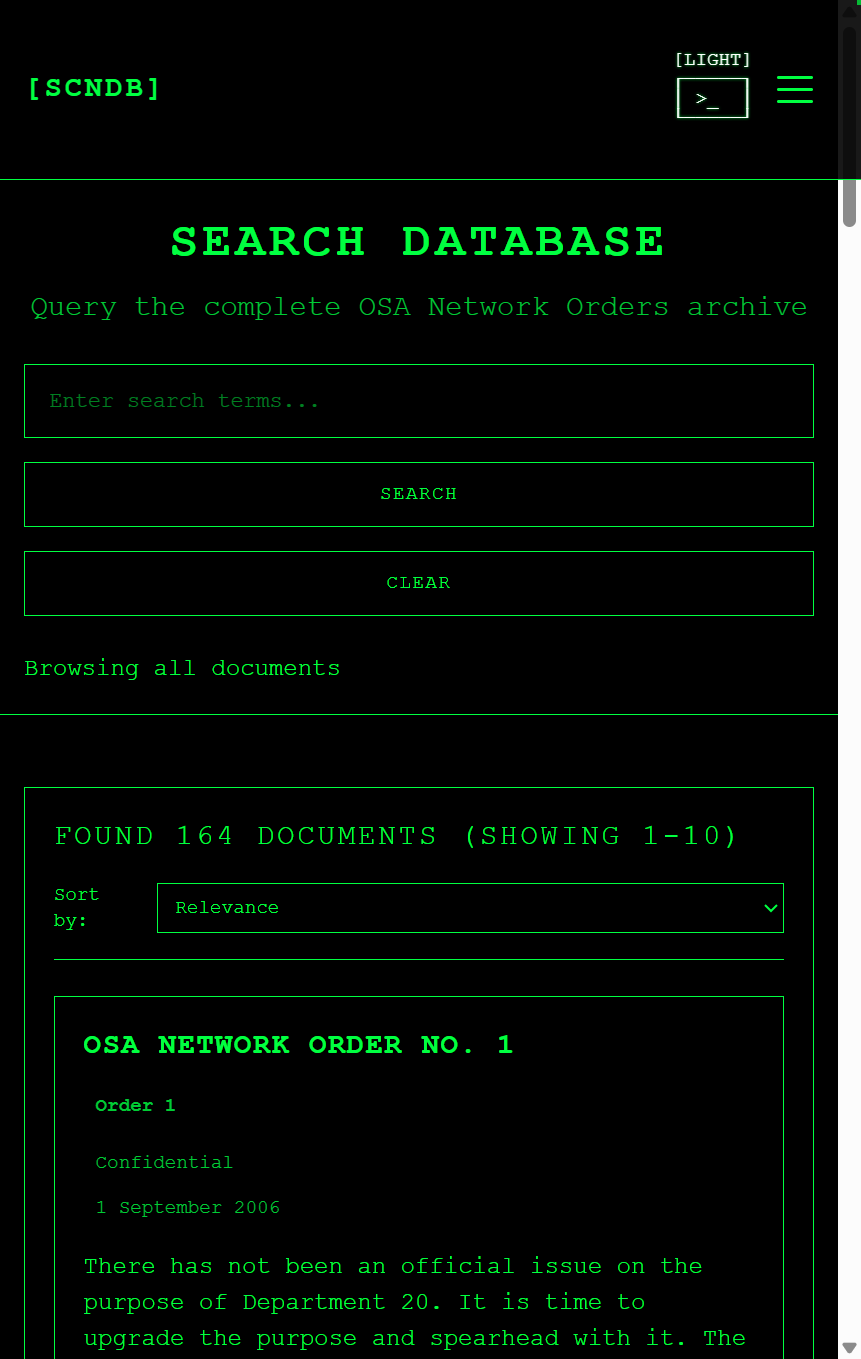 [SCNDB]
[LIGHT]
>_
SEARCH DATABASE
Query the complete OSA Network Orders archive
Enter search terms...
SEARCH
CLEAR
Browsing all documents
FOUND 164 DOCUMENTS (SHOWING 1-10)
Sort
by:
Relevance
OSA NETWORK ORDER NO. 1
Order 1
Confidential
1 September 2006
There has not been an official issue on the
purpose of Department 20. It is time to
upgrade the purpose and spearhead with it. The